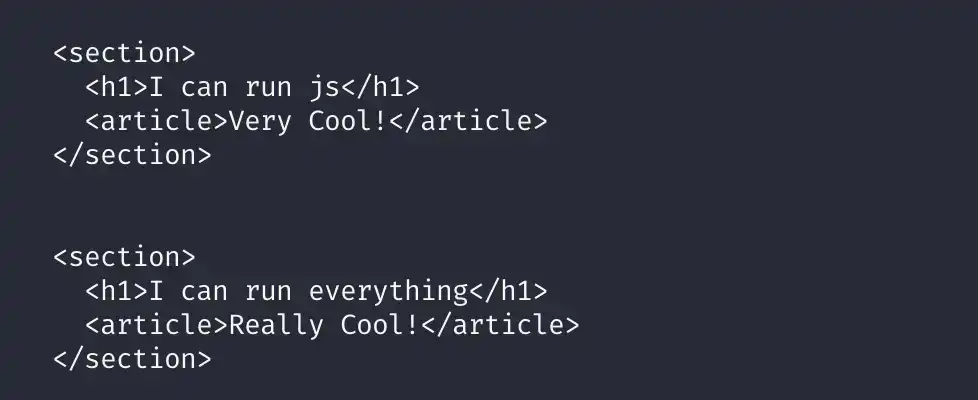 <section>
  <h1>I can run js</h1>
  <article>Very Cool!</article>
</section>
<section>
  <h1>I can run everything</h1>
  <article>Really Cool!</article>
</section>